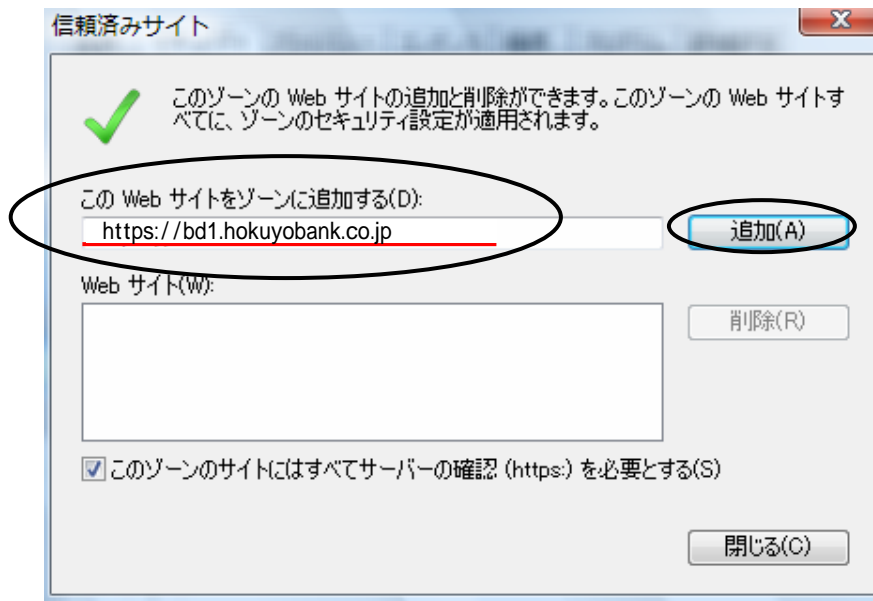 信頼済みサイト
このゾーンの Web サイトの追加と削除ができます。このゾーンの Web サイトす
べてに、ゾーンのセキュリティ設定が適用されます。
この Web サイトをゾーンに追加する(D):
https://bd1.hokuyobank.co.jp
追加(A)
Web サイト(W):
削除(R)
このゾーンのサイトにはすべてサーバーの確認 (https:) を必要とする(S)
閉じる(C)